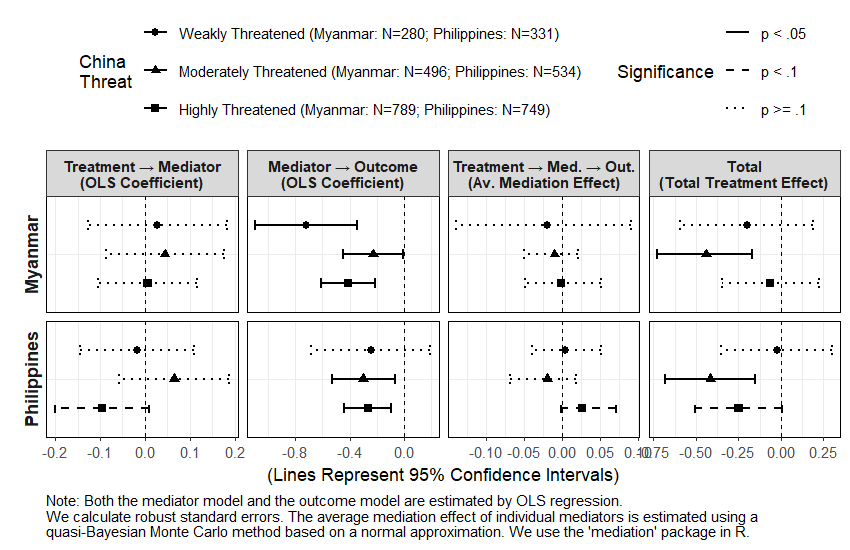 Weakly Threatened (Myanmar: N=280; Philippines: N=331)
p < .05
China
Threat
Moderately Threatened (Myanmar: N=496; Philippines: N=534)
Significance
p < .1
Highly Threatened (Myanmar: N=789; Philippines: N=749)
p >= .1
Treatment → Mediator
(OLS Coefficient)
Mediator → Outcome
(OLS Coefficient)
Treatment → Med. → Out.
(Av. Mediation Effect)
Total
(Total Treatment Effect)
Myanmar
Philippines
-0.2 -0.1 0.0 0.1 0.2
-0.8 -0.4 0.0
-0.10 -0.05 0.00 0.05 0.10
-0.75 -0.25 0.25
(Lines Represent 95% Confidence Intervals)
Note: Both the mediator model and the outcome model are estimated by OLS regression.
We calculate robust standard errors. The average mediation effect of individual mediators is estimated using a
quasi-Bayesian Monte Carlo method based on a normal approximation. We use the 'mediation' package in R.